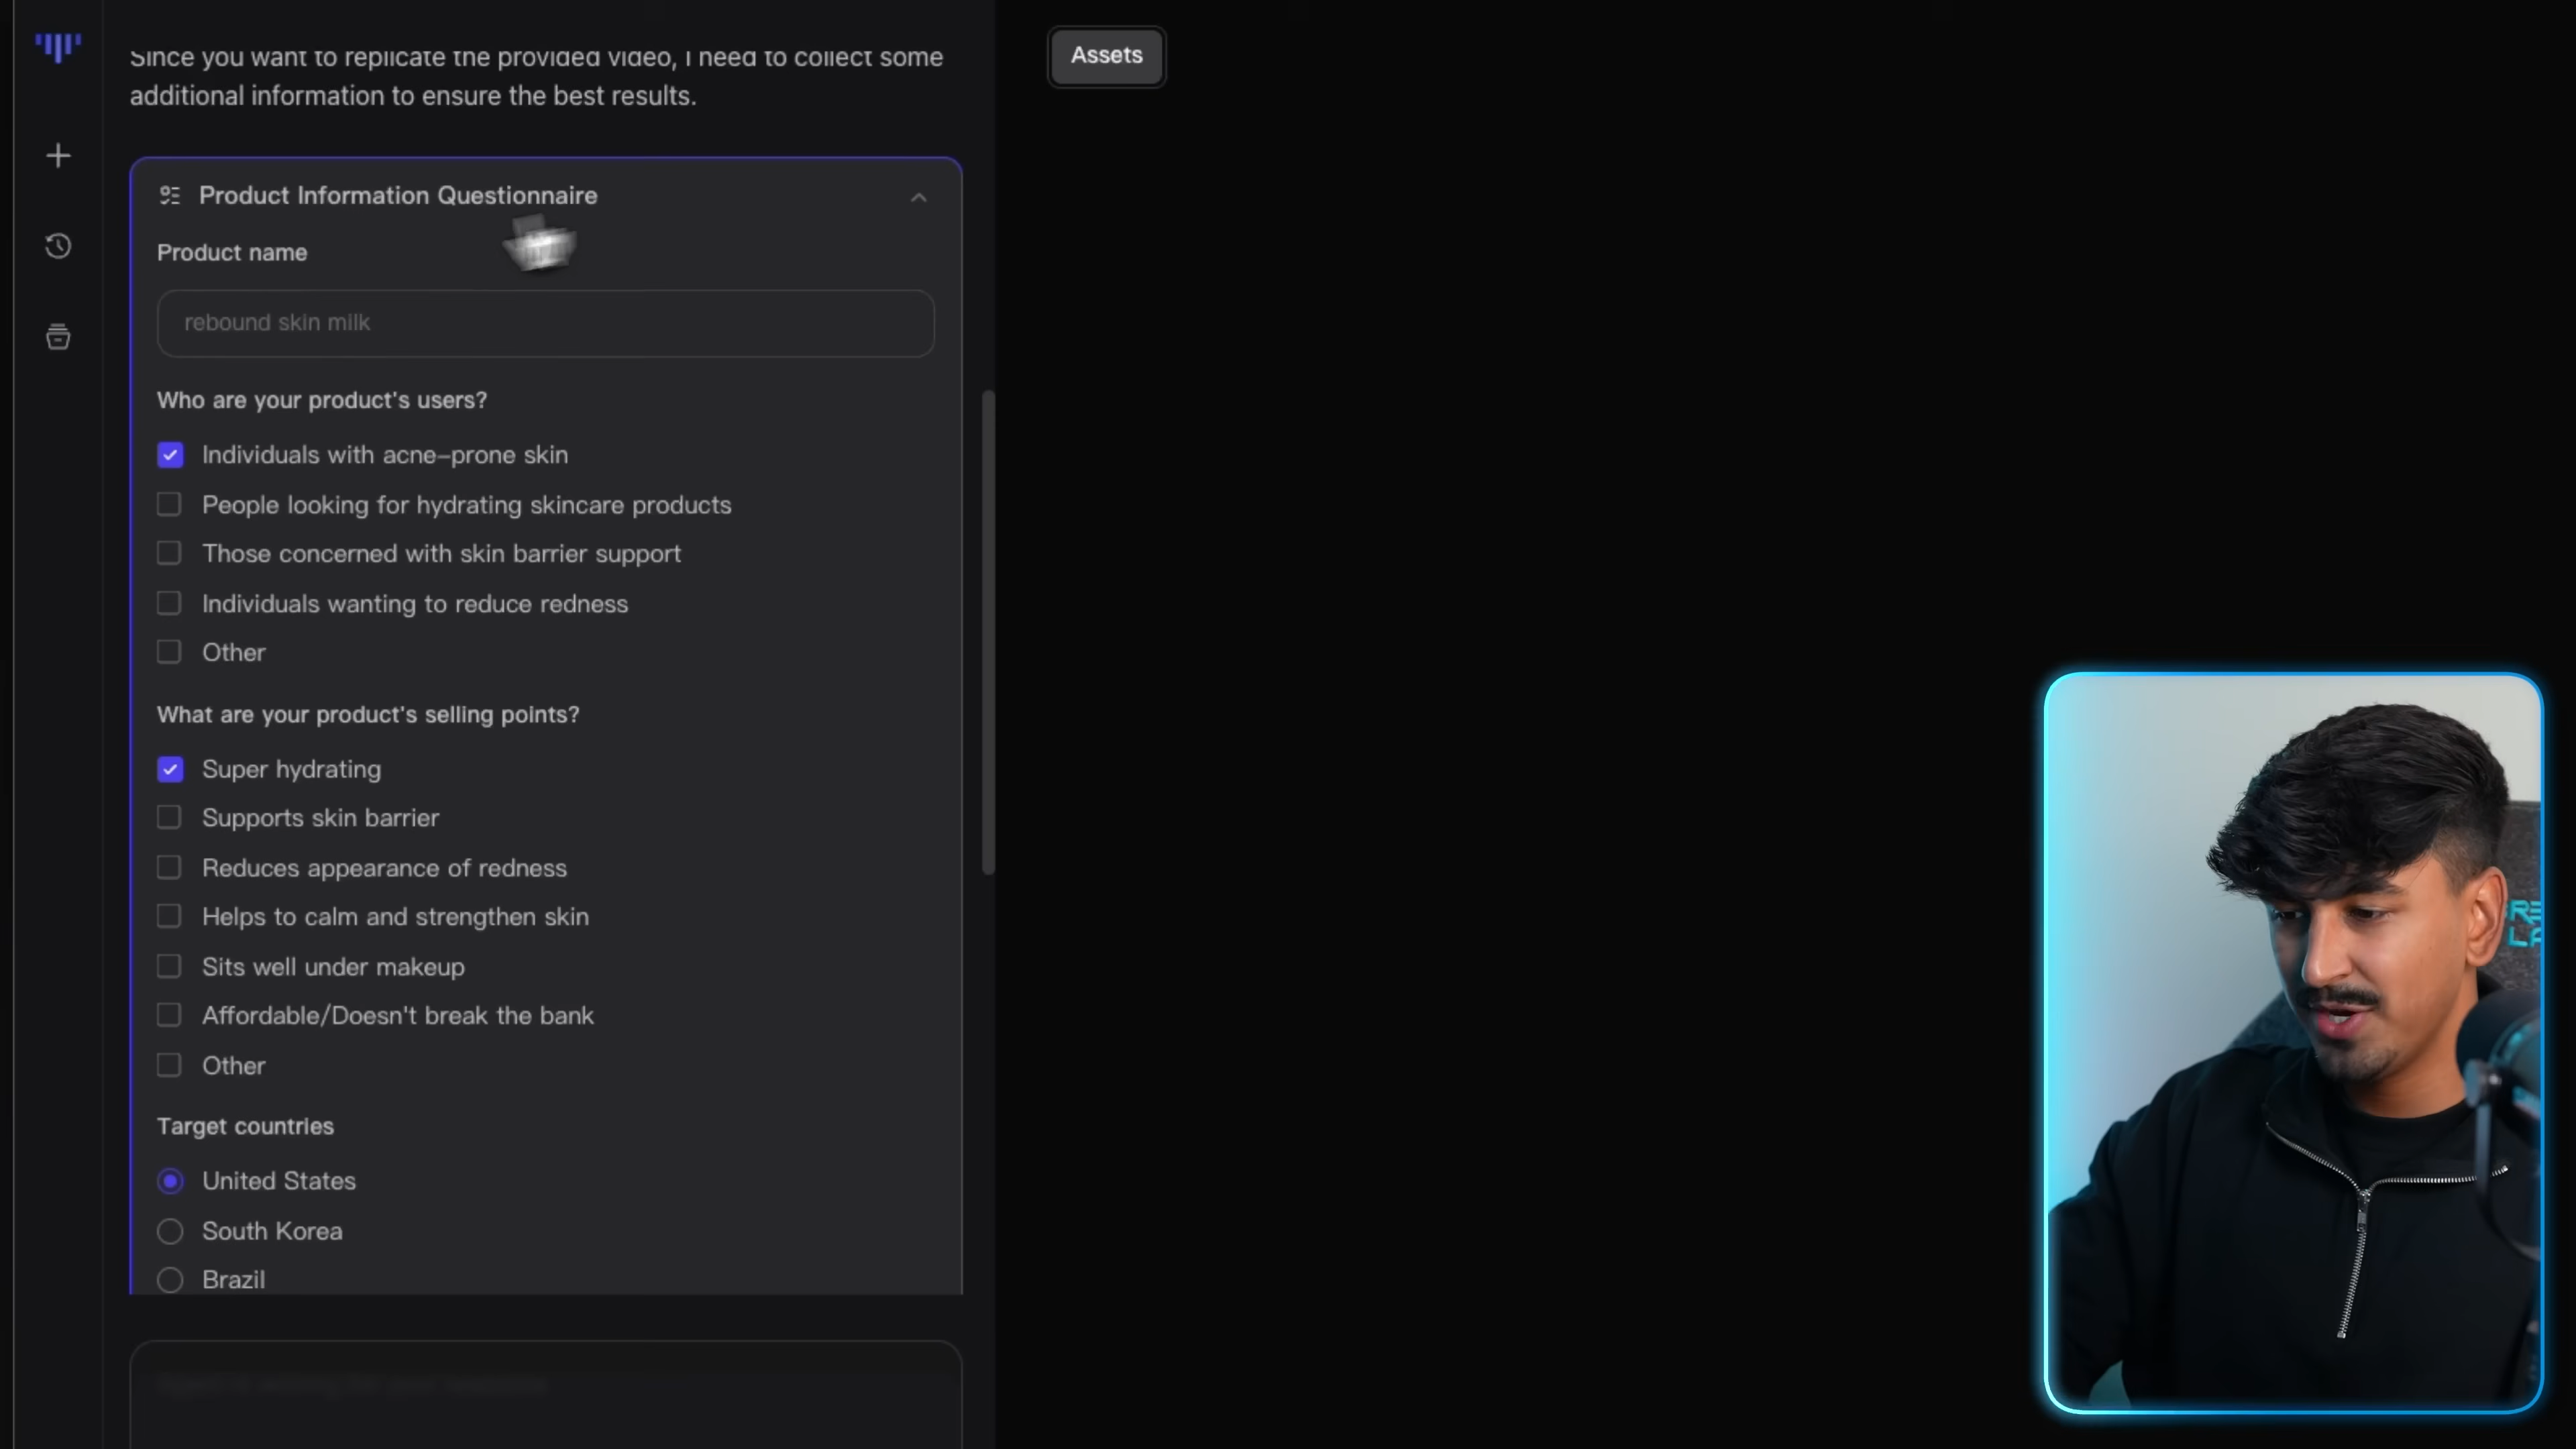 Since you want to replicate the provided video, I need to collect some
additional information to ensure the best results.
Assets
Product Information Questionnaire
Product name
rebound skin milk
Who are your product's users?
Individuals with acne-prone skin
People looking for hydrating skincare products
Those concerned with skin barrier support
Individuals wanting to reduce redness
Other
What are your product's selling points?
Super hydrating
Supports skin barrier
Reduces appearance of redness
Helps to calm and strengthen skin
Sits well under makeup
Affordable/Doesn't break the bank
Other
Target countries
United States
South Korea
Brazil